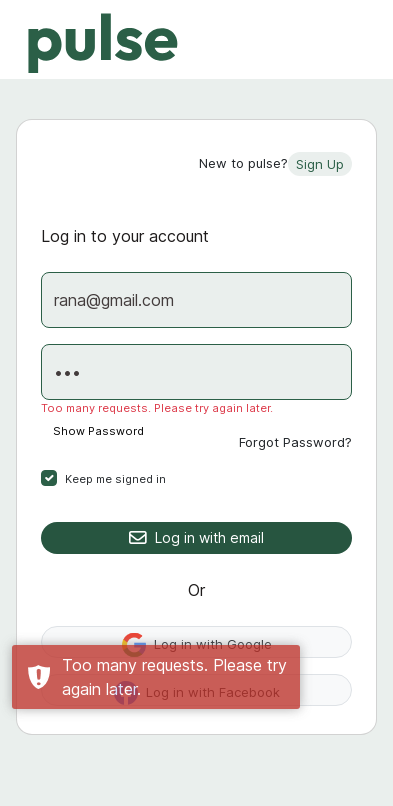 pulse
New to pulse? Sign Up
Log in to your account
rana@gmail.com
•••
Too many requests. Please try again later.
Show Password
Forgot Password?
Keep me signed in
Log in with email
Or
Log in with Google
Too many requests. Please try
again later.
Log in with Facebook